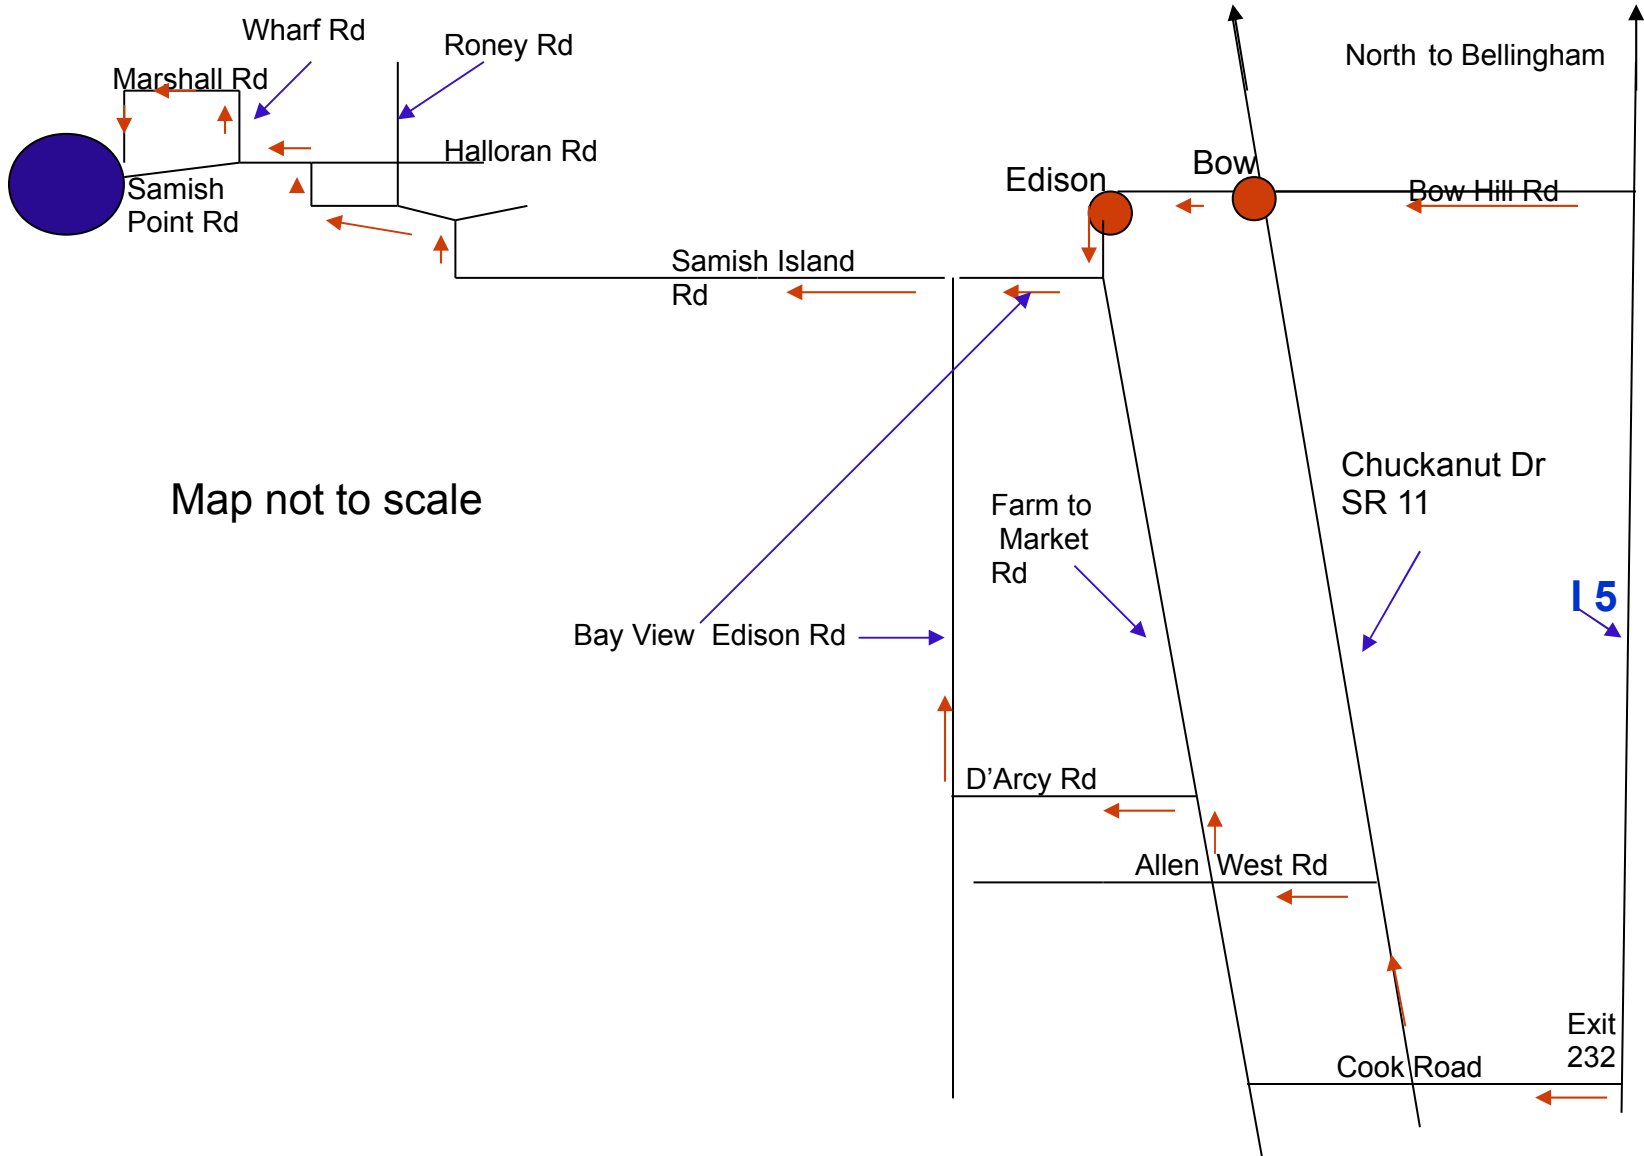 Wharf Rd
Roney Rd
North to Bellingham
Marshall Rd
Halloran Rd
Bow
Edison
Bow Hill Rd
Samish
Point Rd
Samish Island
Rd
Chuckanut Dr
SR 11
Map not to scale
Farm to
Market
Rd
I 5
Bay View Edison Rd
D’Arcy Rd
Allen West Rd
Exit
232
Cook Road